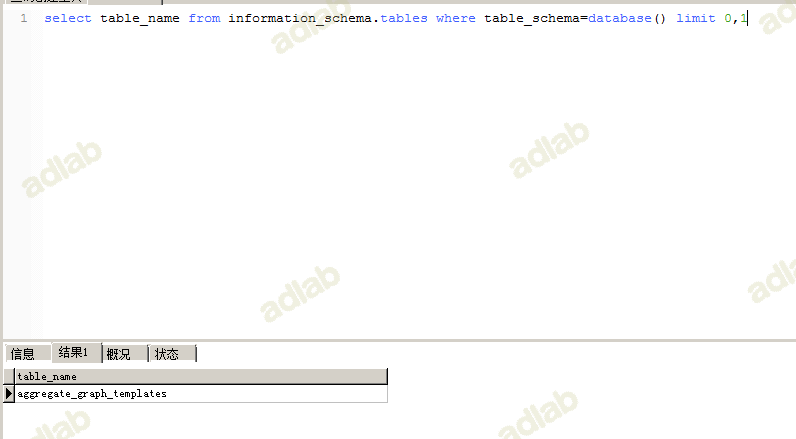 1 select table_name from information_schema.tables where table_schema=database() limit 0,1
adlab
adlab
adlab
adlab
信息 结果1 概况 状态
table_name
aggregate_graph_templates
adlab